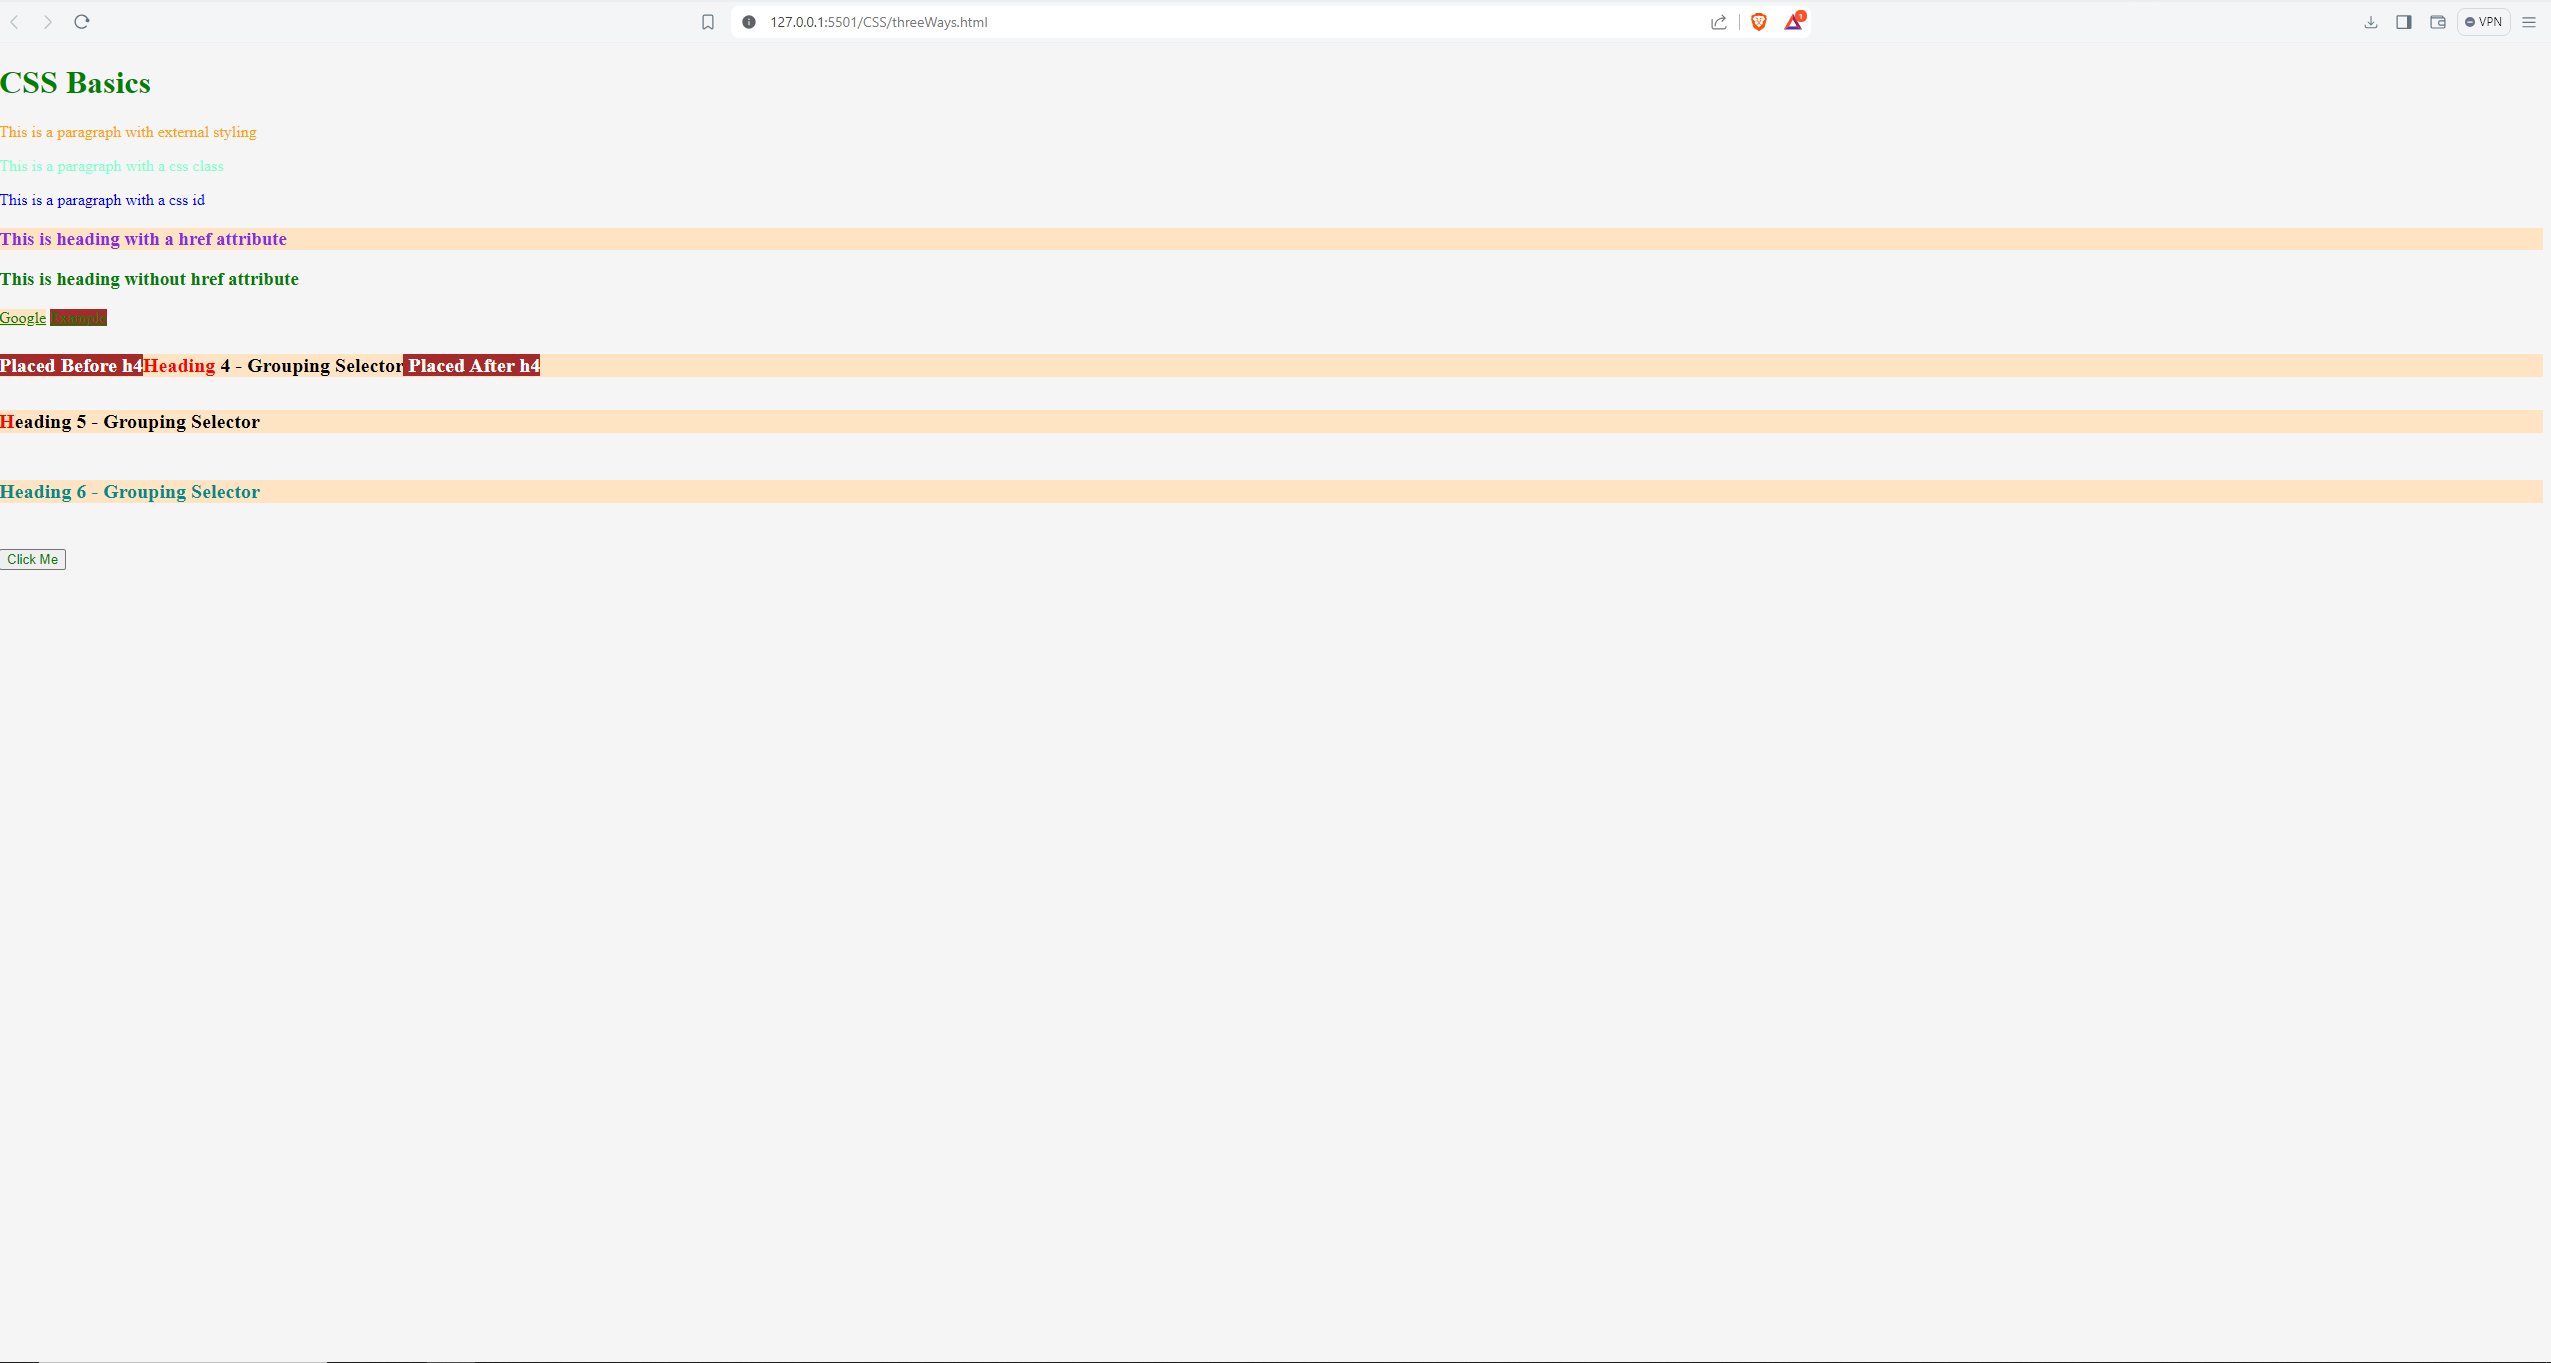 127.0.0.1:5501/CSS/threeWays.html 1 VPN
CSS Basics
This is a paragraph with external styling
This is a paragraph with a css class
This is a paragraph with a css id
This is heading with a href attribute
This is heading without href attribute
Google Example
Placed Before h4Heading 4 - Grouping Selector Placed After h4
Heading 5 - Grouping Selector
Heading 6 - Grouping Selector
Click Me